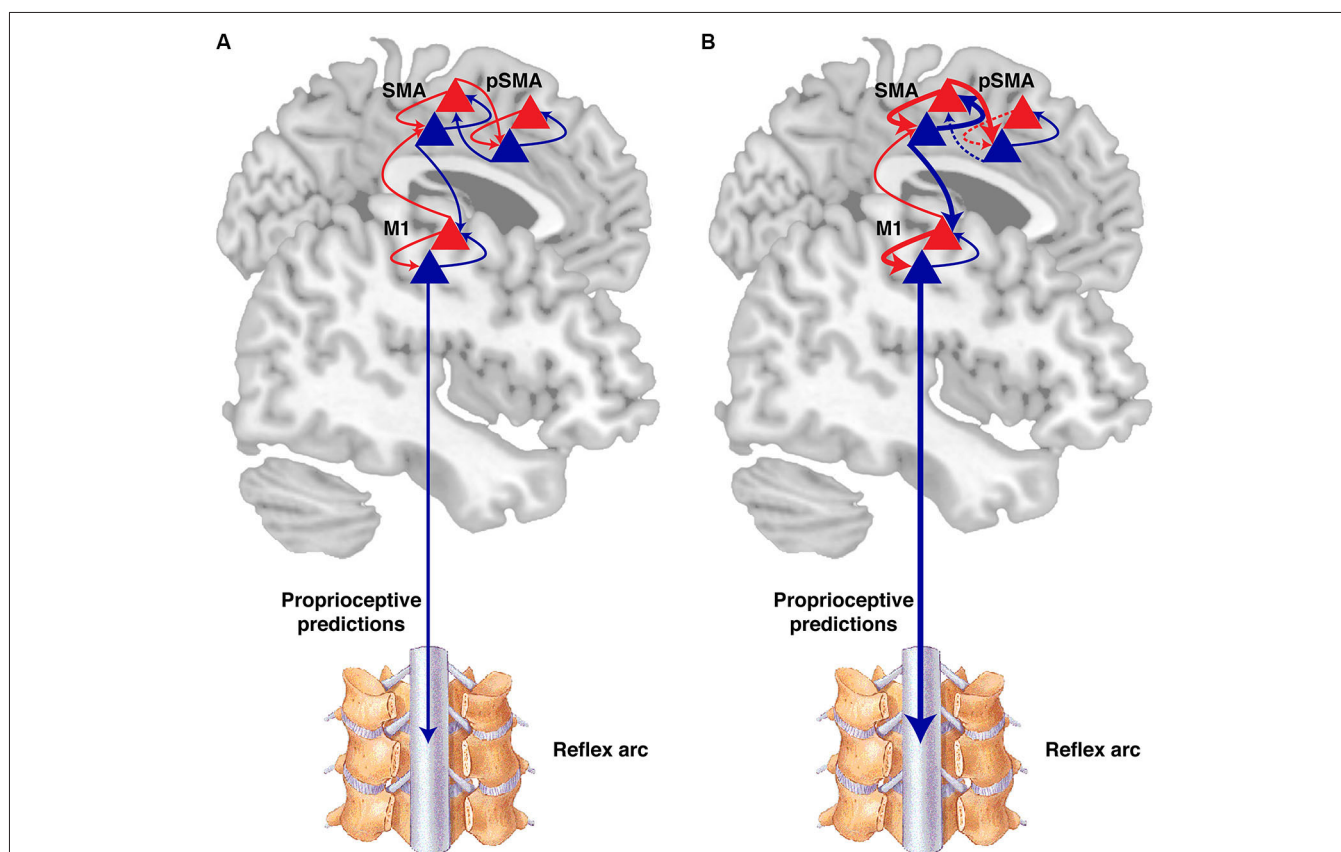 A
SMA
pSMA
M1
Proprioceptive
predictions
Reflex arc
B
SMA
pSMA
M1
Proprioceptive
predictions
Reflex arc